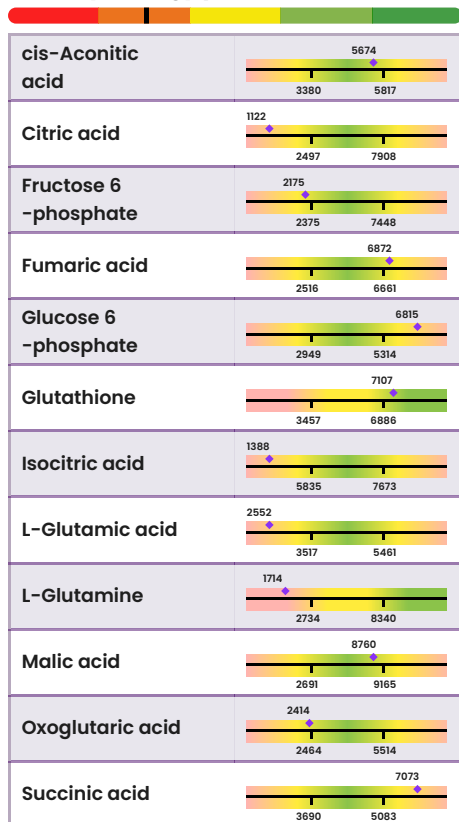 cis-Aconitic
acid
5674
3380 5817
Citric acid
1122
2497 7908
Fructose 6
-phosphate
2175
2375 7448
Fumaric acid
6872
2516 6661
Glucose 6
-phosphate
6815
2949 5314
Glutathione
7107
3457 6886
Isocitric acid
1388
5835 7673
L-Glutamic acid
2552
3517 5461
L-Glutamine
1714
2734 8340
Malic acid
8760
2691 9165
Oxoglutaric acid
2414
2464 5514
Succinic acid
7073
3690 5083